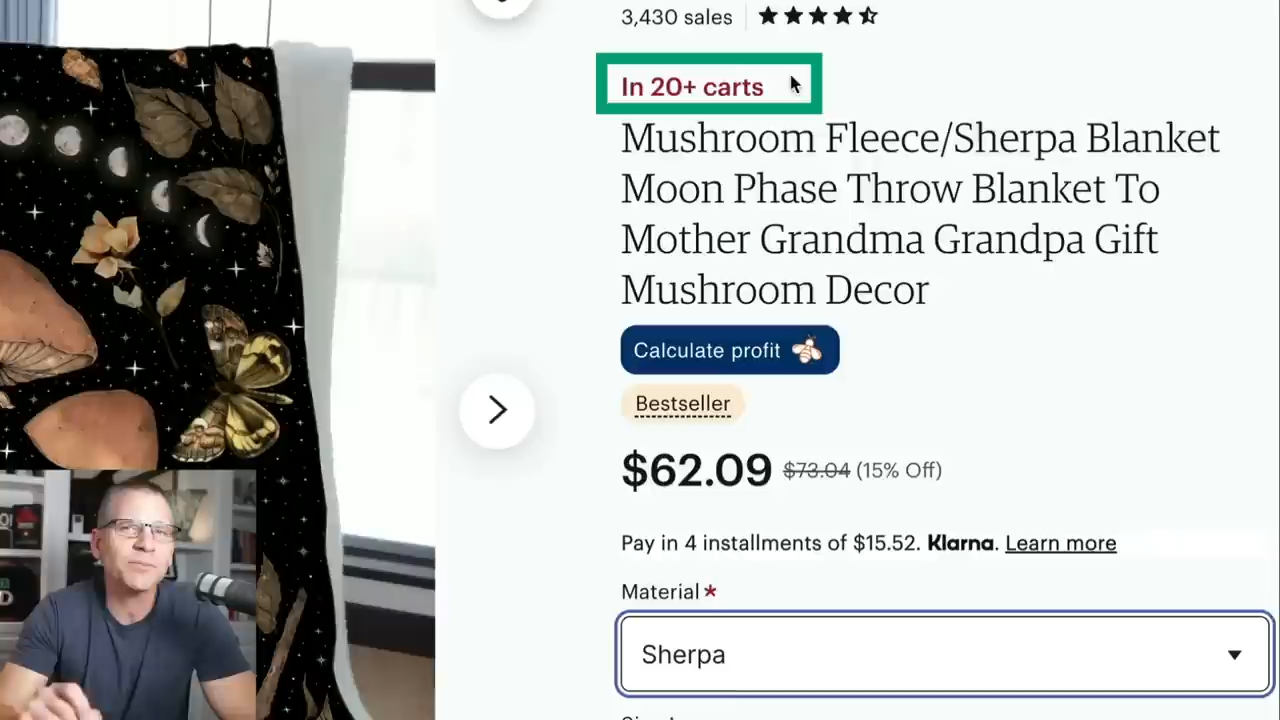 3,430 sales
In 20+ carts
Mushroom Fleece/Sherpa Blanket
Moon Phase Throw Blanket To
Mother Grandma Grandpa Gift
Mushroom Decor
Calculate profit
Bestseller
$62.09 $73.04 (15% Off)
Pay in 4 installments of $15.52. Klarna. Learn more
Material *
Sherpa